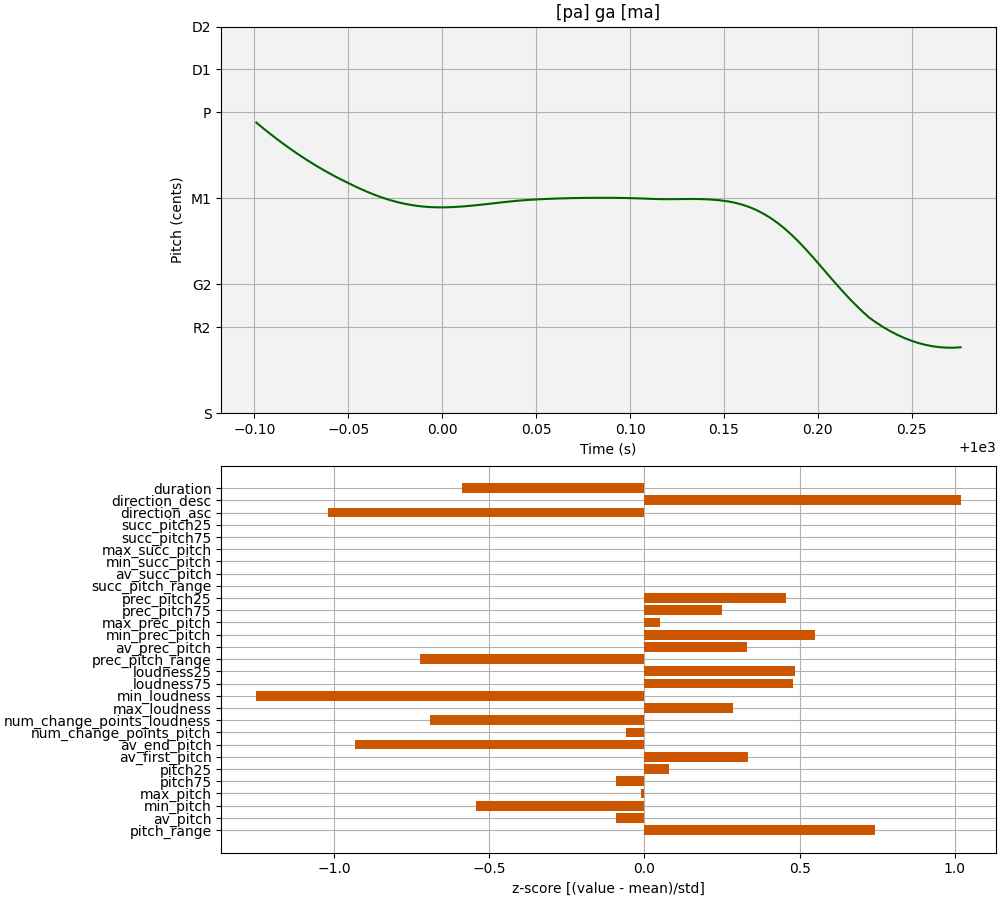 [pa] ga [ma]
D2
D1
P
M1
G2
R2
S
Pitch (cents)
−0.10 −0.05 0.00 0.05 0.10 0.15 0.20 0.25
Time (s)
+1e3
duration
direction_desc
direction_asc
succ_pitch25
succ_pitch75
max_succ_pitch
min_succ_pitch
av_succ_pitch
succ_pitch_range
prec_pitch25
prec_pitch75
max_prec_pitch
min_prec_pitch
av_prec_pitch
prec_pitch_range
loudness25
loudness75
min_loudness
max_loudness
num_change_points_loudness
num_change_points_pitch
av_end_pitch
av_first_pitch
pitch25
pitch75
max_pitch
min_pitch
av_pitch
pitch_range
−1.0 −0.5 0.0 0.5 1.0
z-score [(value - mean)/std]